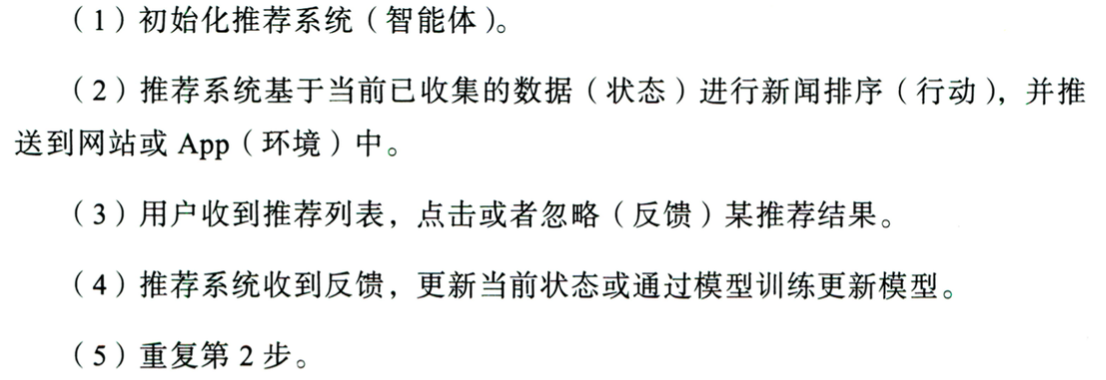 （1）初始化推荐系统（智能体）。
（2）推荐系统基于当前已收集的数据（状态）进行新闻排序（行动），并推
送到网站或 App（环境）中。
（3）用户收到推荐列表，点击或者忽略（反馈）某推荐结果。
（4）推荐系统收到反馈，更新当前状态或通过模型训练更新模型。
（5）重复第 2 步。